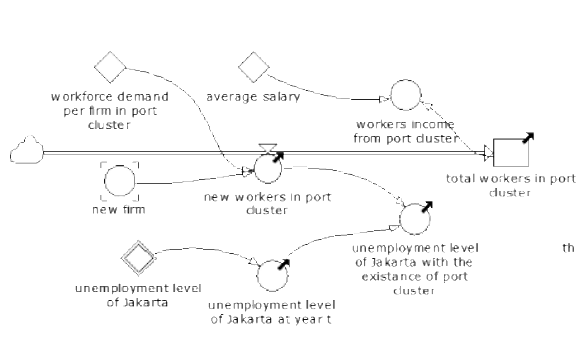 workforce demand
per firm in port
cluster
average salary
workers income
from port cluster
total workers in port
cluster
new firm
new workers in port
cluster
unemployment level
of Jakarta with the
existance of port
cluster
th
unemployment level
of Jakarta
unemployment level
of Jakarta at year t